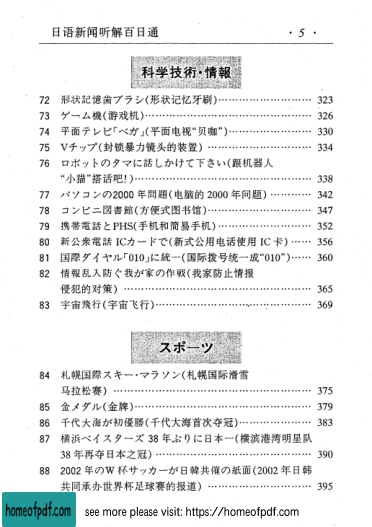 日语新闻听解百日通 · 5 ·
科学技術·情報
72 形状記憶歯ブラシ(形状记忆牙刷)………………………… 323
73 ゲーム機(游戏机)………………………… 326
74 平面テレビ「ベガ」(平面电视“贝咖”)………………………… 330
75 Vチップ(封锁暴力镜头的装置)………………………… 334
76 ロボットのタマに話しかけて下さい(跟机器人
“小猫”搭话吧!)………………………… 338
77 パソコンの2000年問題(电脑的2000年问题)………… 342
78 コンビニ図書館(方便式图书馆)………………………… 347
79 携帯電話とPHS(手机和简易手机)………………………… 352
80 新公衆電話 ICカードで(新式公用电话使用 IC卡)…… 356
81 国際ダイヤル「010」に統一(国际拨号统一成“010”)…… 360
82 情報乱入防ぐ我が家の作戦(我家防止情报
侵犯的对策)………………………… 365
83 宇宙飛行(宇宙飞行)………………………… 369
スポーツ
84 札幌国際スキー·マラソン(札幌国际滑雪
马拉松赛)………………………… 375
85 金メダル(金牌)………………………… 379
86 千代大海が初優勝(千代大海首次夺冠)………………………… 383
87 横浜ベイスターズ 38年ぶりに日本一(横滨港湾明星队
38年再夺日本之冠)………………………… 390
88 2002年のW杯サッカーが日韓共催の紙面(2002年日韩
共同承办世界杯足球赛的报道)………………………… 395
homeofpdf.com
see more please visit: https://homeofpdf.com